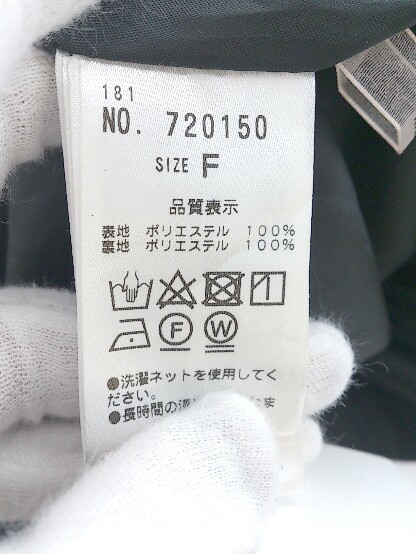 181
NO. 720150
SIZE F
品質表示
表地 ポリエステル 100%
裏地 ポリエステル 100%
F W
●洗濯ネットを使用してく
ださい。
●長時間の